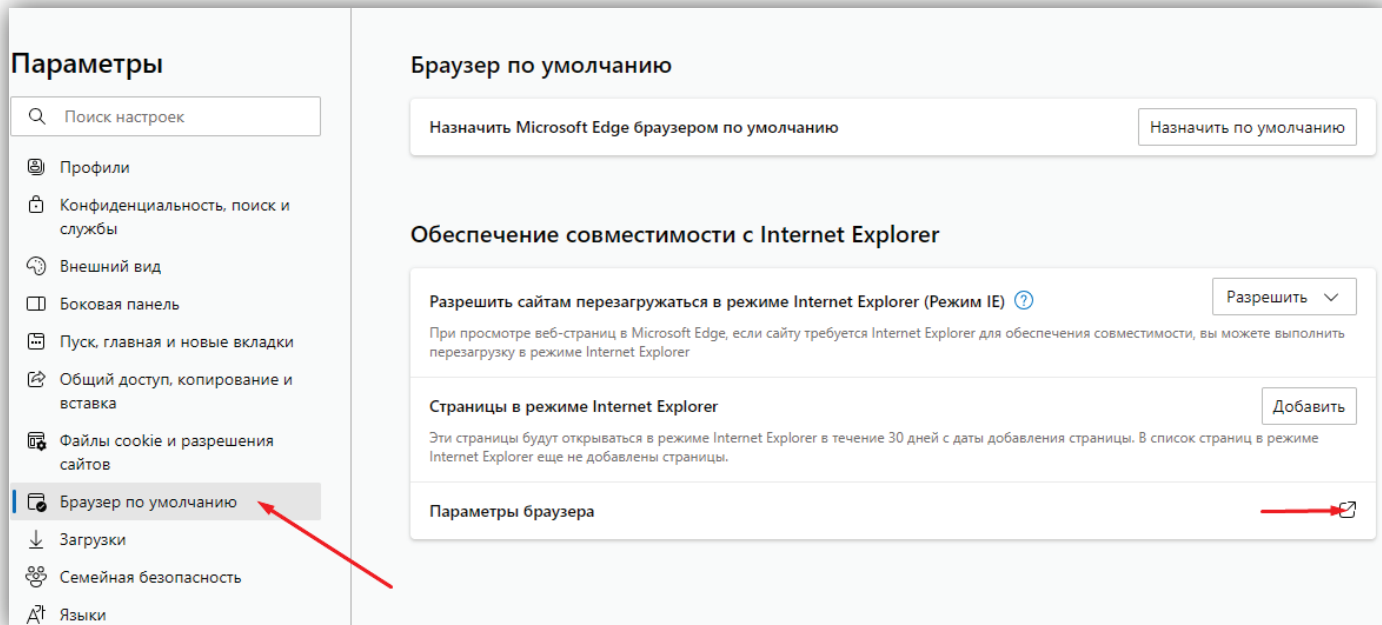 Параметры
Поиск настроек
Профили
Конфиденциальность, поиск и
службы
Внешний вид
Боковая панель
Пуск, главная и новые вкладки
Общий доступ, копирование и
вставка
Файлы cookie и разрешения
сайтов
Браузер по умолчанию
Загрузки
Семейная безопасность
Языки
Браузер по умолчанию
Назначить Microsoft Edge браузером по умолчанию
Назначить по умолчанию
Обеспечение совместимости с Internet Explorer
Разрешить сайтам перезагружаться в режиме Internet Explorer (Режим IE)
Разрешить
При просмотре веб-страниц в Microsoft Edge, если сайту требуется Internet Explorer для обеспечения совместимости, вы можете выполнить
перезагрузку в режиме Internet Explorer
Страницы в режиме Internet Explorer
Добавить
Эти страницы будут открываться в режиме Internet Explorer в течение 30 дней с даты добавления страницы. В список страниц в режиме
Internet Explorer еще не добавлены страницы.
Параметры браузера